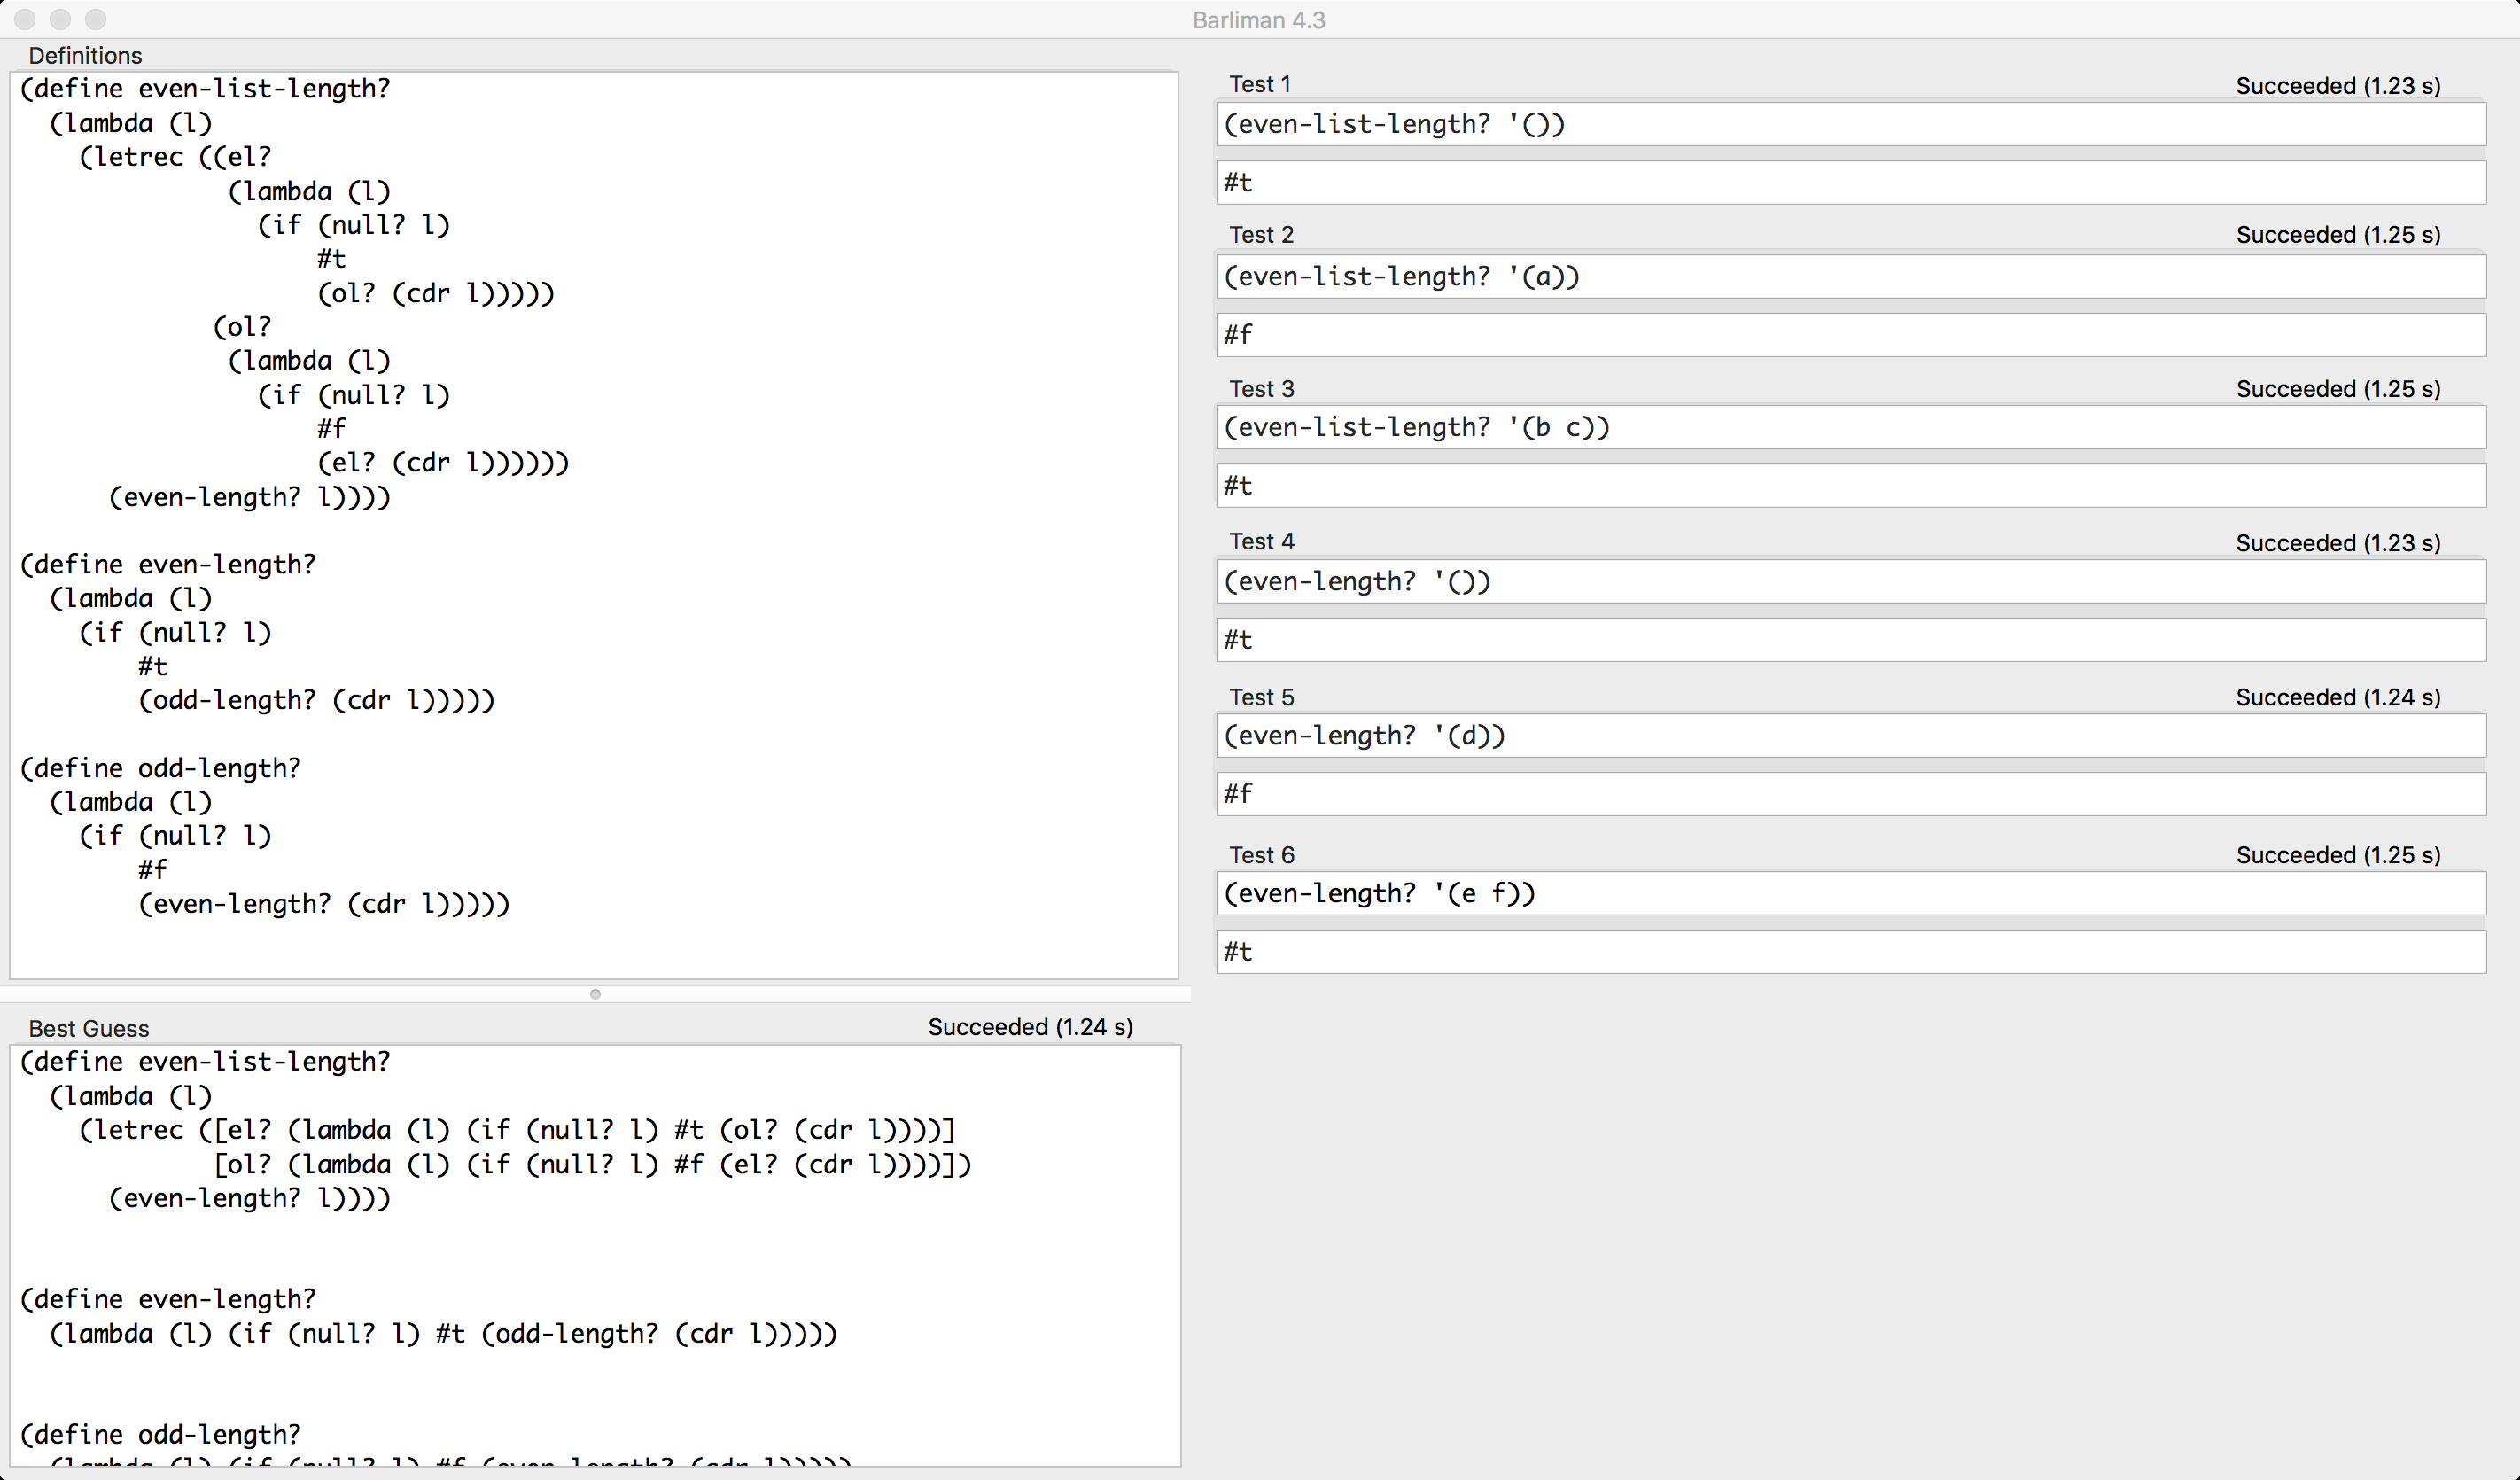 Barliman 4.3
Definitions
(define even-list-length?
  (lambda (l)
    (letrec ((el?
              (lambda (l)
                (if (null? l)
                    #t
                    (ol? (cdr l)))))
             (ol?
              (lambda (l)
                (if (null? l)
                    #f
                    (el? (cdr l))))))
      (even-length? l))))

(define even-length?
  (lambda (l)
    (if (null? l)
        #t
        (odd-length? (cdr l)))))

(define odd-length?
  (lambda (l)
    (if (null? l)
        #f
        (even-length? (cdr l)))))
Best Guess
Succeeded (1.24 s)
(define even-list-length?
  (lambda (l)
    (letrec ([el? (lambda (l) (if (null? l) #t (ol? (cdr l))))]
             [ol? (lambda (l) (if (null? l) #f (el? (cdr l))))])
      (even-length? l))))

(define even-length?
  (lambda (l) (if (null? l) #t (odd-length? (cdr l)))))

(define odd-length?
  (lambda (l) (if (null? l) #f (even-length? (cdr l)))))
Test 1
Succeeded (1.23 s)
(even-list-length? '())
#t
Test 2
Succeeded (1.25 s)
(even-list-length? '(a))
#f
Test 3
Succeeded (1.25 s)
(even-list-length? '(b c))
#t
Test 4
Succeeded (1.23 s)
(even-length? '())
#t
Test 5
Succeeded (1.24 s)
(even-length? '(d))
#f
Test 6
Succeeded (1.25 s)
(even-length? '(e f))
#t